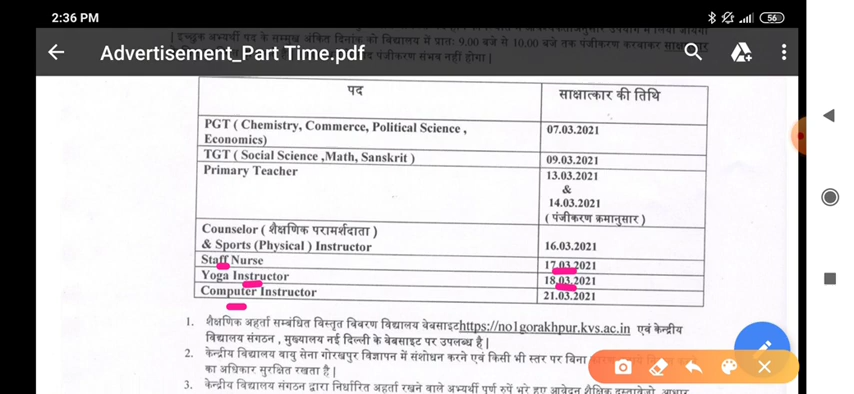 2:36 PM
56
| इच्छुक अभ्यर्थी पद के सम्मुख अंकित दिनांक को विद्यालय में प्रातः 9.00 बजे से 10.00 बजे तक पंजीकरण करवाकर साक्षात्कार
Advertisement_Part Time.pdf
पंजीकरण संभव नहीं होगा |
पद
साक्षात्कार की तिथि
PGT ( Chemistry, Commerce, Political Science ,
Economics)
07.03.2021
TGT ( Social Science ,Math, Sanskrit )
09.03.2021
Primary Teacher
13.03.2021
&
14.03.2021
( पंजीकरण क्रमानुसार )
Counselor ( शैक्षणिक परामर्शदाता )
& Sports (Physical ) Instructor
16.03.2021
Staff Nurse
17.03.2021
Yoga Instructor
18.03.2021
Computer Instructor
21.03.2021
1. शैक्षणिक अहर्ता सम्बंधित विस्तृत विवरण विद्यालय वेबसाइटhttps://no1gorakhpur.kvs.ac.in एवं केन्द्रीय
विद्यालय संगठन , मुख्यालय नई दिल्ली के वेबसाइट पर उपलब्ध है |
2. केन्द्रीय विद्यालय वायु सेना गोरखपुर विज्ञापन में संशोधन करने एवं किसी भी स्तर पर बिना
का अधिकार सुरक्षित रखता है |
3. केन्द्रीय विद्यालय संगठन द्वारा निर्धारित अहर्ता रखने वाले अभ्यर्थी पूर्ण रुपें भरे हुए आवेदन शैक्षिक दस्तावेजो, आधार